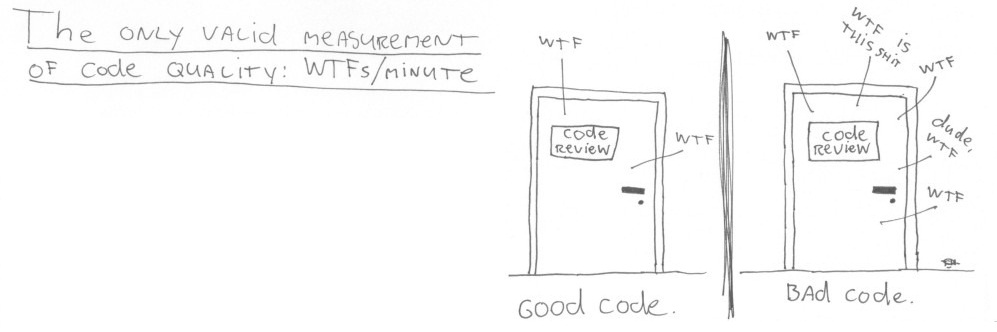 The ONLY VALID MEASUREMENT
OF Code QUALITY: WTFs/MINUTE
WTF
Code
REVIEW
WTF
GOOD code.
WTF
WTF IS
THIS SHIT
WTF
Code
REVIEW
dude,
WTF
WTF
BAd code.